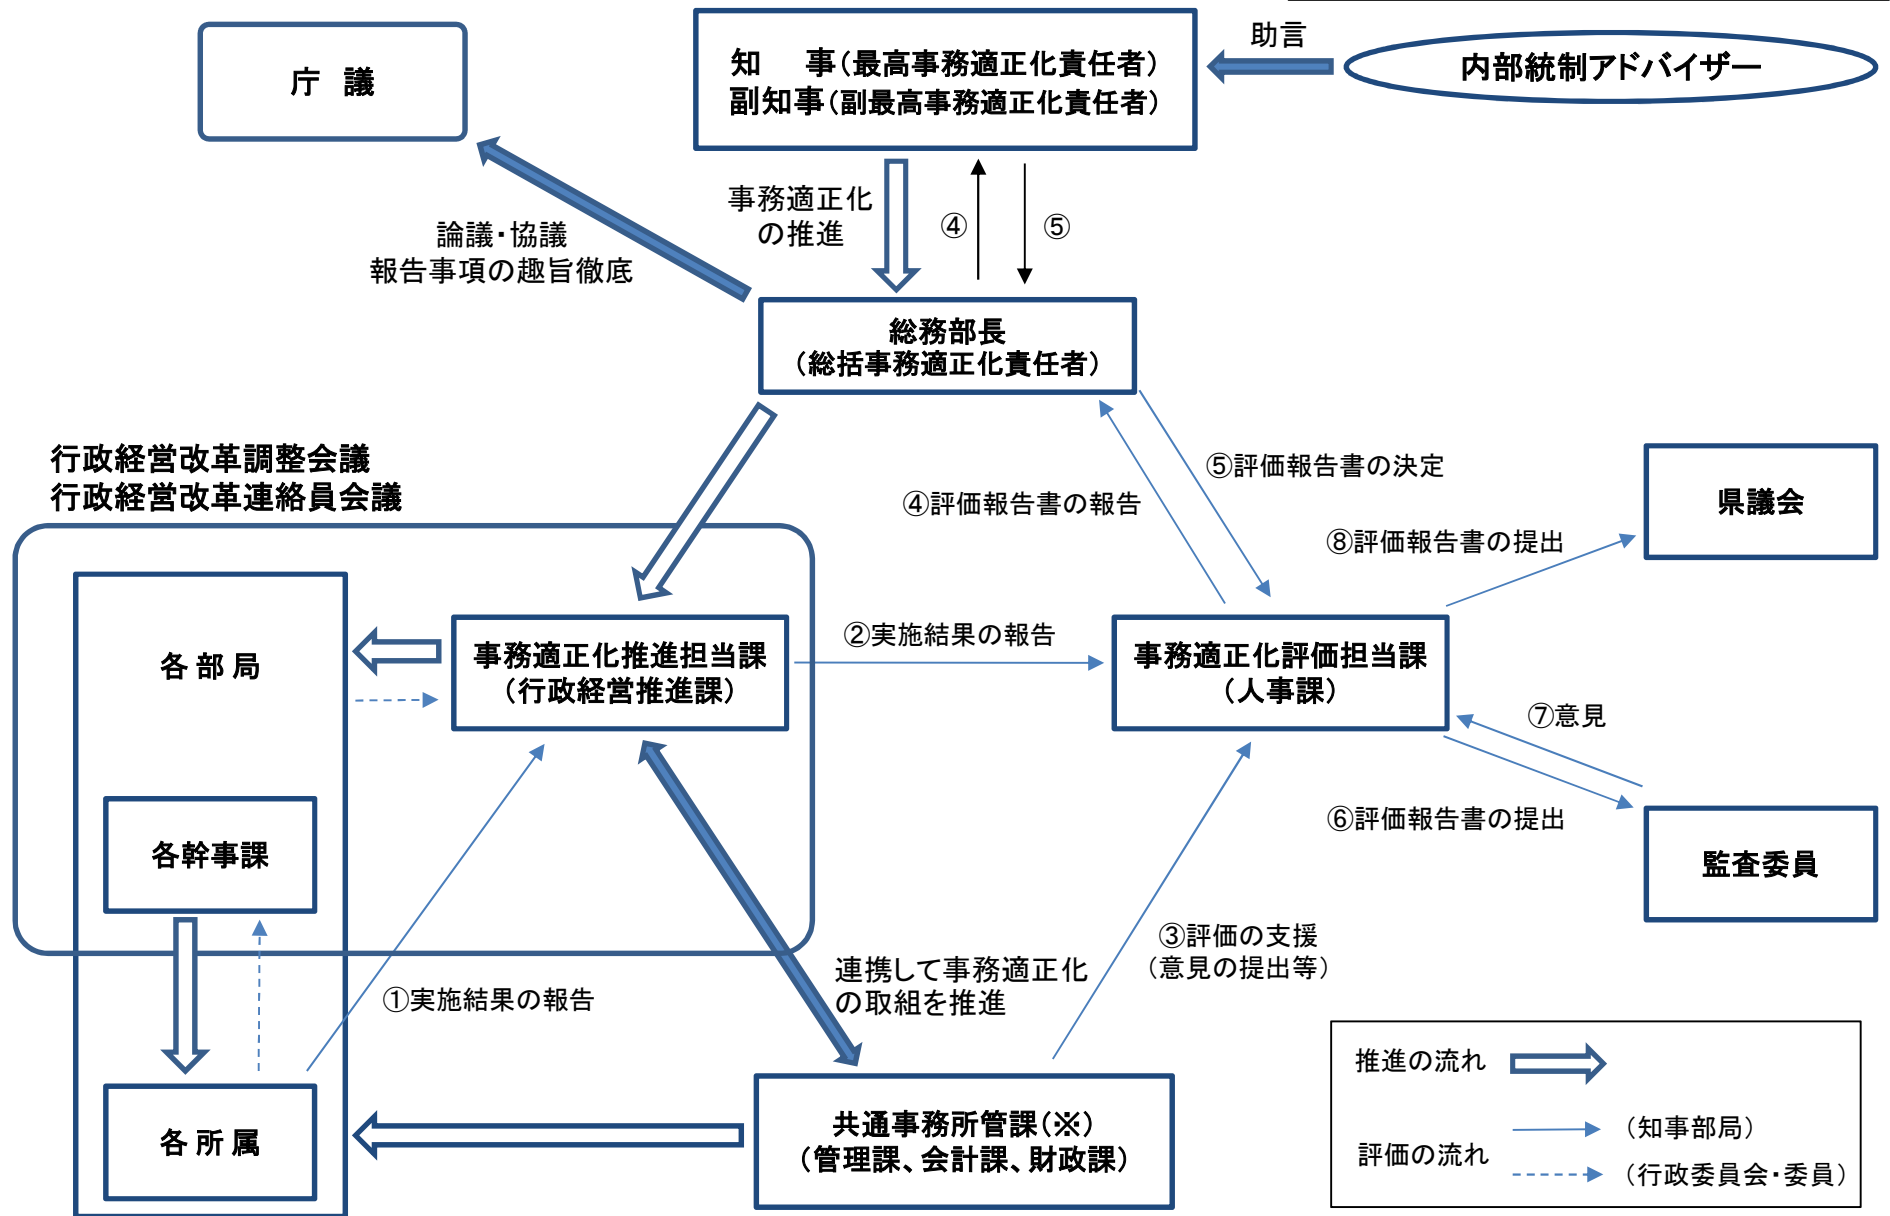 庁　議
知　　事（最高事務適正化責任者）
副知事（副最高事務適正化責任者）
助言
内部統制アドバイザー
事務適正化
の推進
④
⑤
論議・協議
報告事項の趣旨徹底
総務部長
（総括事務適正化責任者）
行政経営改革調整会議
行政経営改革連絡員会議
⑤評価報告書の決定
④評価報告書の報告
県議会
⑧評価報告書の提出
各 部 局
事務適正化推進担当課
（行政経営推進課）
②実施結果の報告
事務適正化評価担当課
（人事課）
⑦意見
⑥評価報告書の提出
各幹事課
監査委員
③評価の支援
（意見の提出等）
連携して事務適正化
の取組を推進
①実施結果の報告
各 所 属
共通事務所管課（※）
（管理課、会計課、財政課）
推進の流れ
評価の流れ
（知事部局）
（行政委員会・委員）